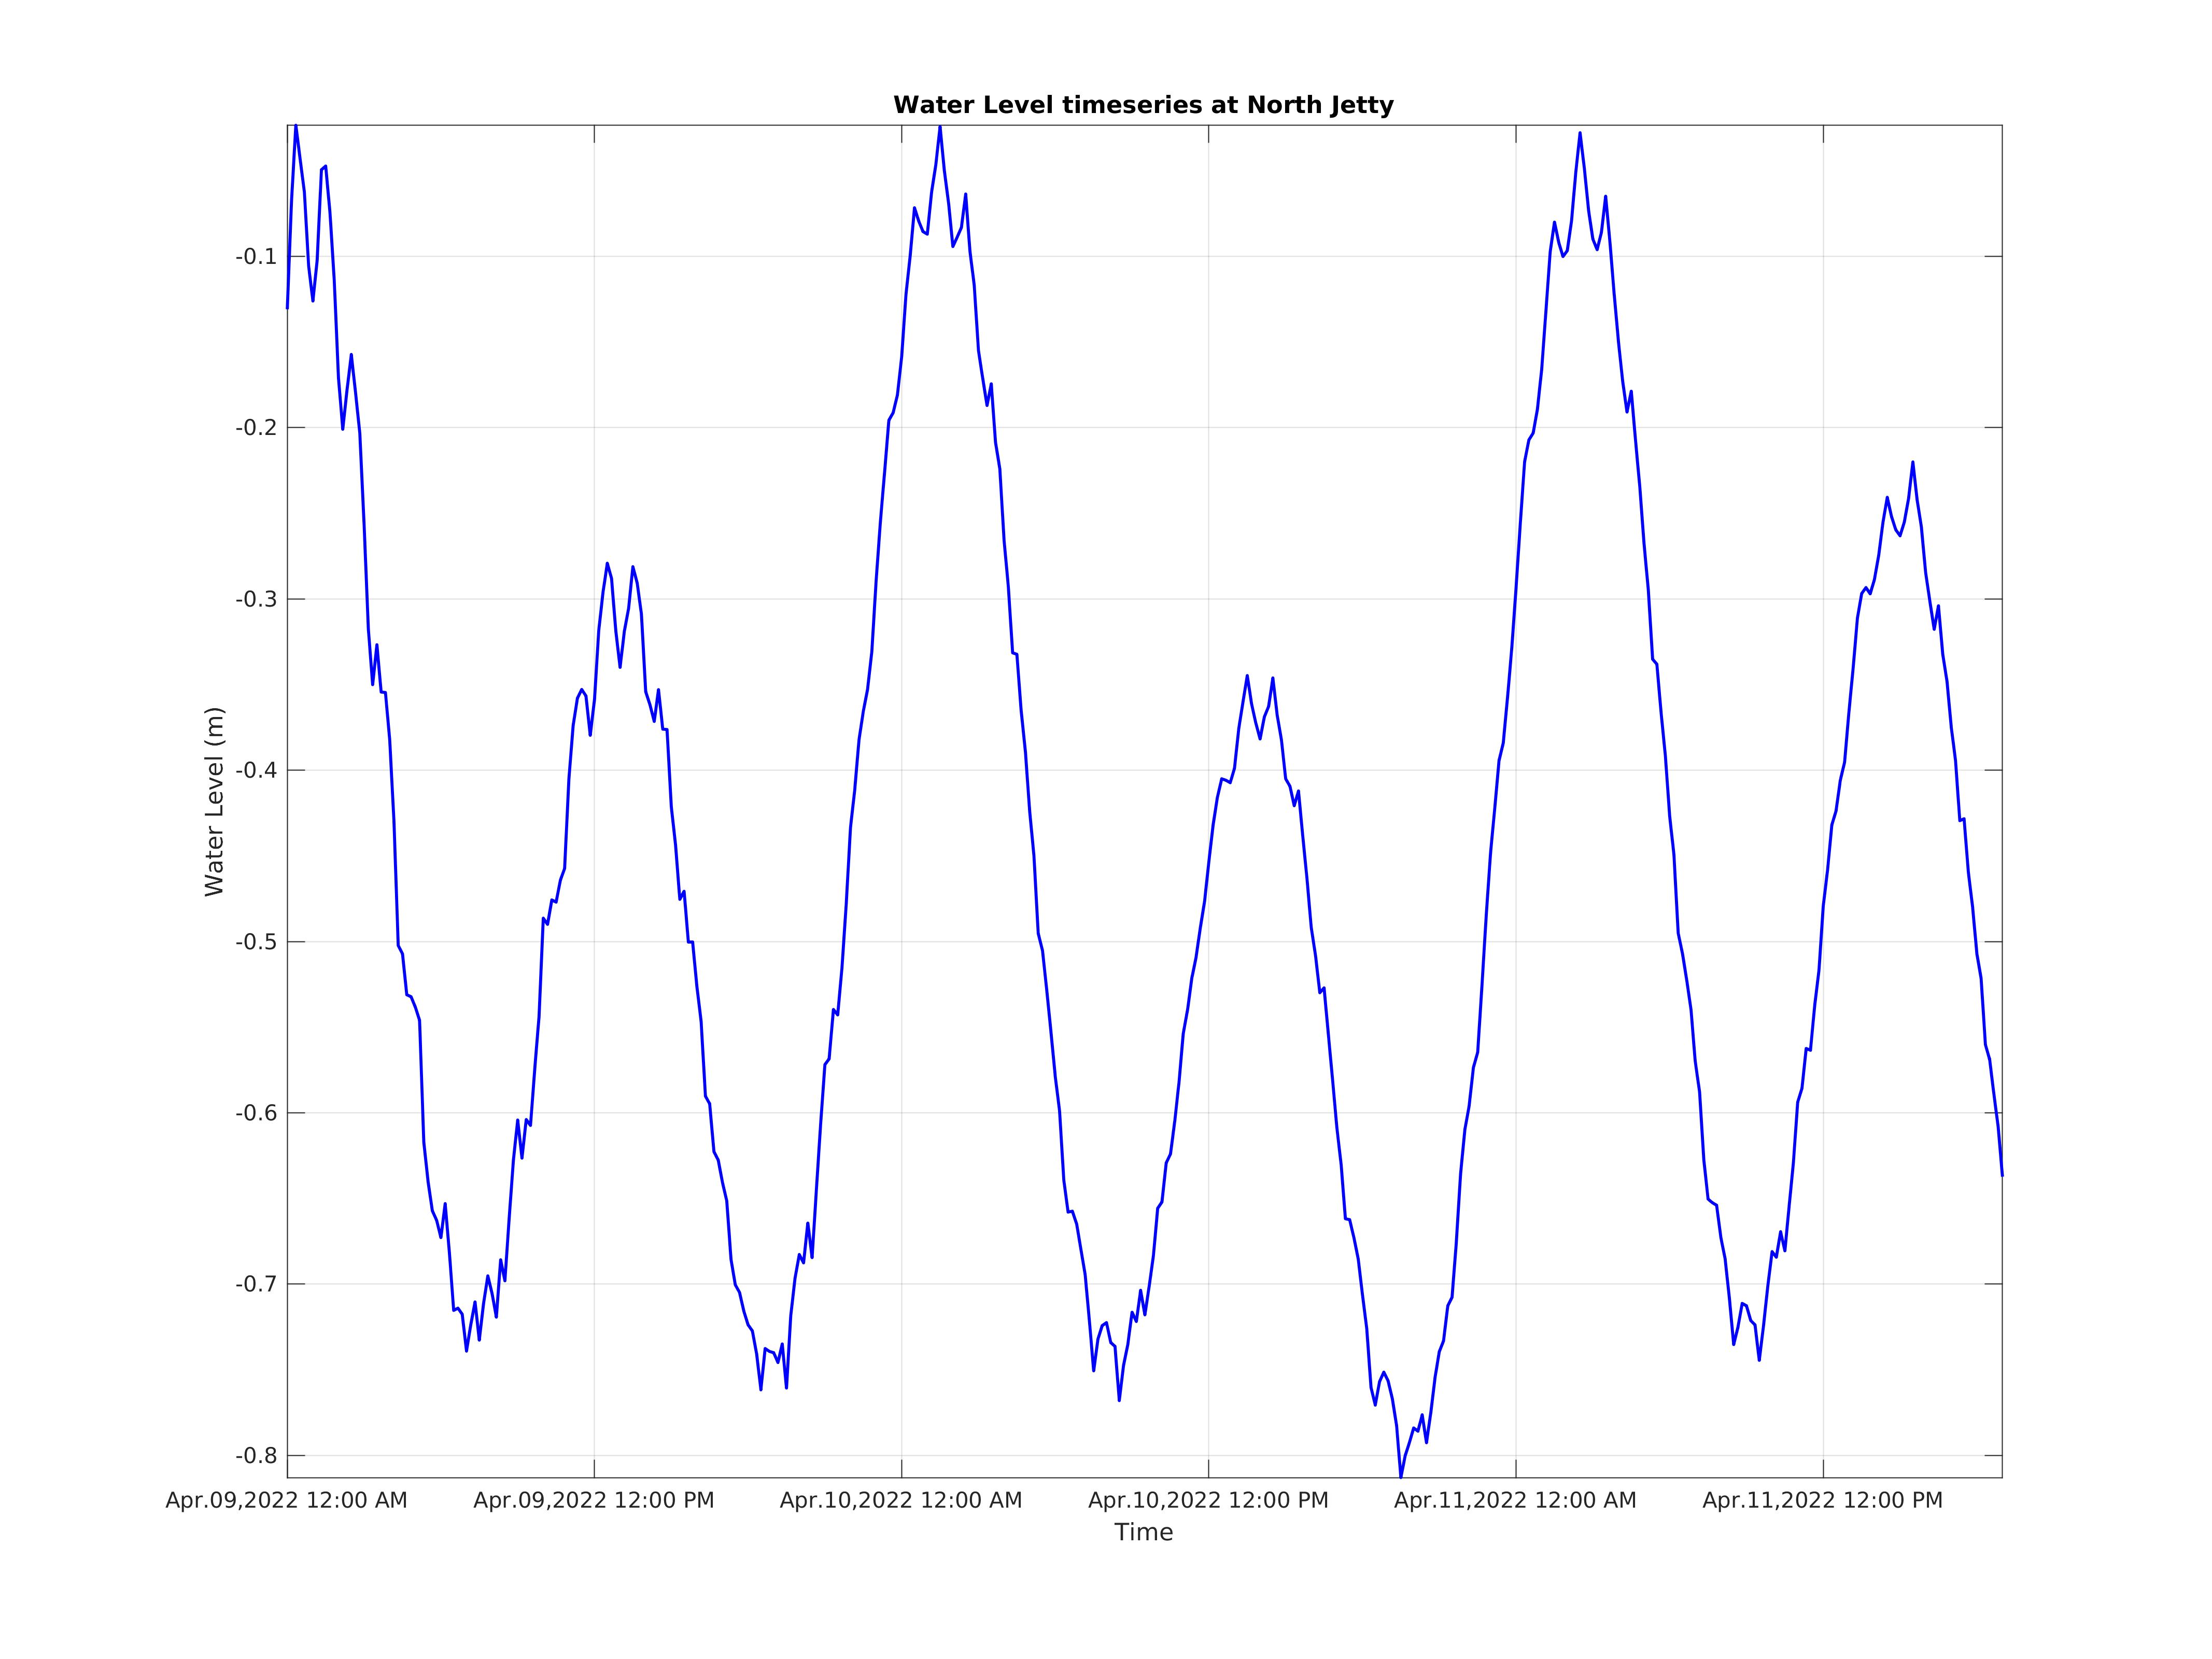 Water Level timeseries at North Jetty
-0.1
-0.2
-0.3
-0.4
-0.5
-0.6
-0.7
-0.8
Water Level (m)
Apr.09,2022 12:00 AM
Apr.09,2022 12:00 PM
Apr.10,2022 12:00 AM
Apr.10,2022 12:00 PM
Apr.11,2022 12:00 AM
Apr.11,2022 12:00 PM
Time